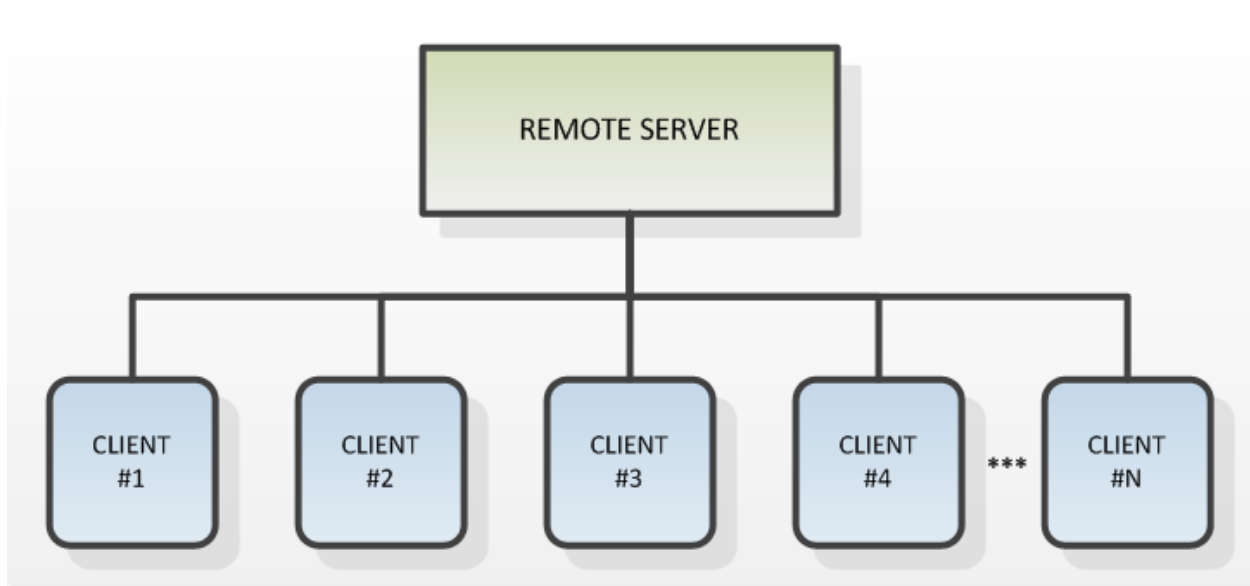 REMOTE SERVER
CLIENT
#1
CLIENT
#2
CLIENT
#3
CLIENT
#4
***
CLIENT
#N